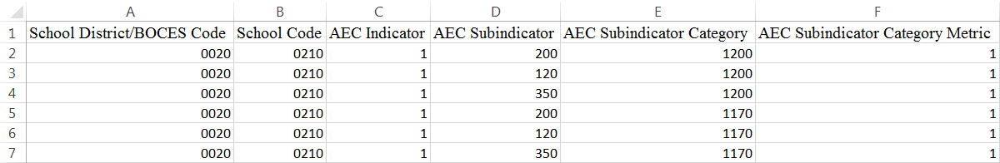 A B C D E F
1 School District/BOCES Code School Code AEC Indicator AEC Subindicator AEC Subindicator Category AEC Subindicator Category Metric
2 0020 0210 1 200 1200 1
3 0020 0210 1 120 1200 1
4 0020 0210 1 350 1200 1
5 0020 0210 1 200 1170 1
6 0020 0210 1 120 1170 1
7 0020 0210 1 350 1170 1